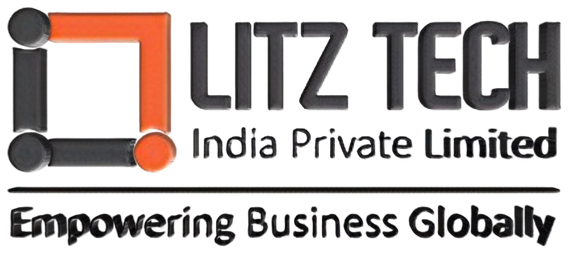 LITZ TECH
India Private Limited
Empowering Business Globally